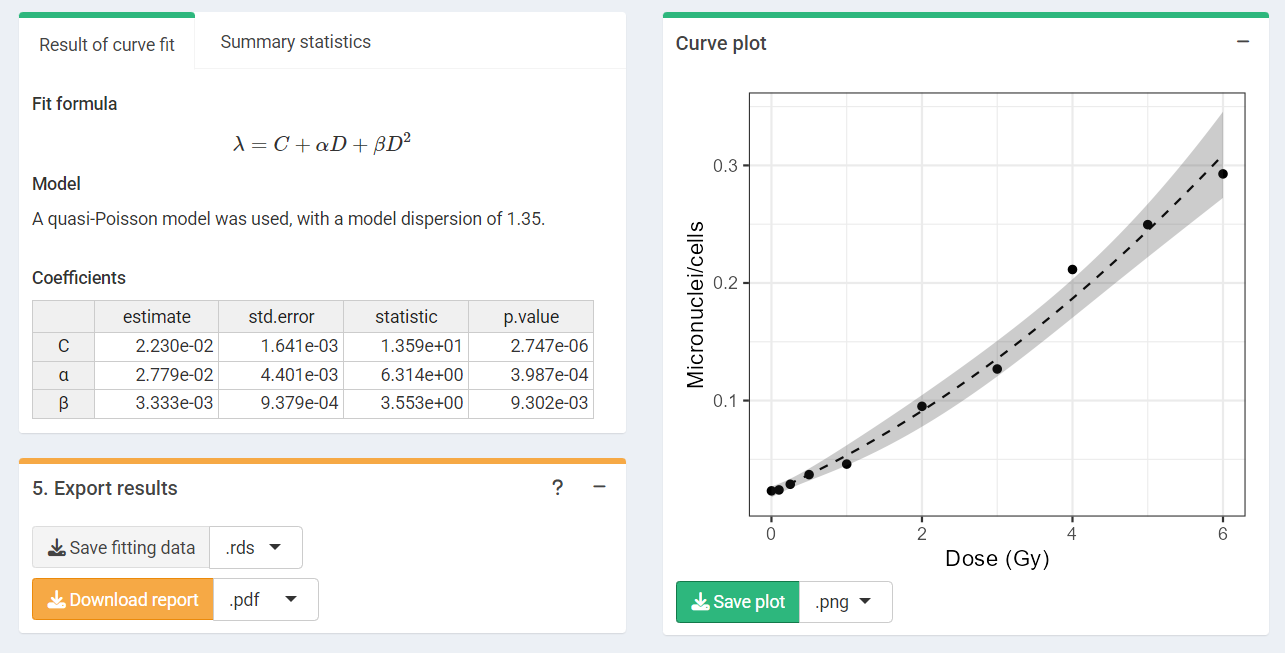 Result of curve fit
Summary statistics
Fit formula
λ = C + αD + βD²
Model
A quasi-Poisson model was used, with a model dispersion of 1.35.
Coefficients
estimate std.error statistic p.value
C 2.230e-02 1.641e-03 1.359e+01 2.747e-06
α 2.779e-02 4.401e-03 6.314e+00 3.987e-04
β 3.333e-03 9.379e-04 3.553e+00 9.302e-03
5. Export results ? −
Save fitting data .rds
Download report .pdf
Curve plot −
0.3
0.2
0.1
Micronuclei/cells
0 2 4 6
Dose (Gy)
Save plot .png